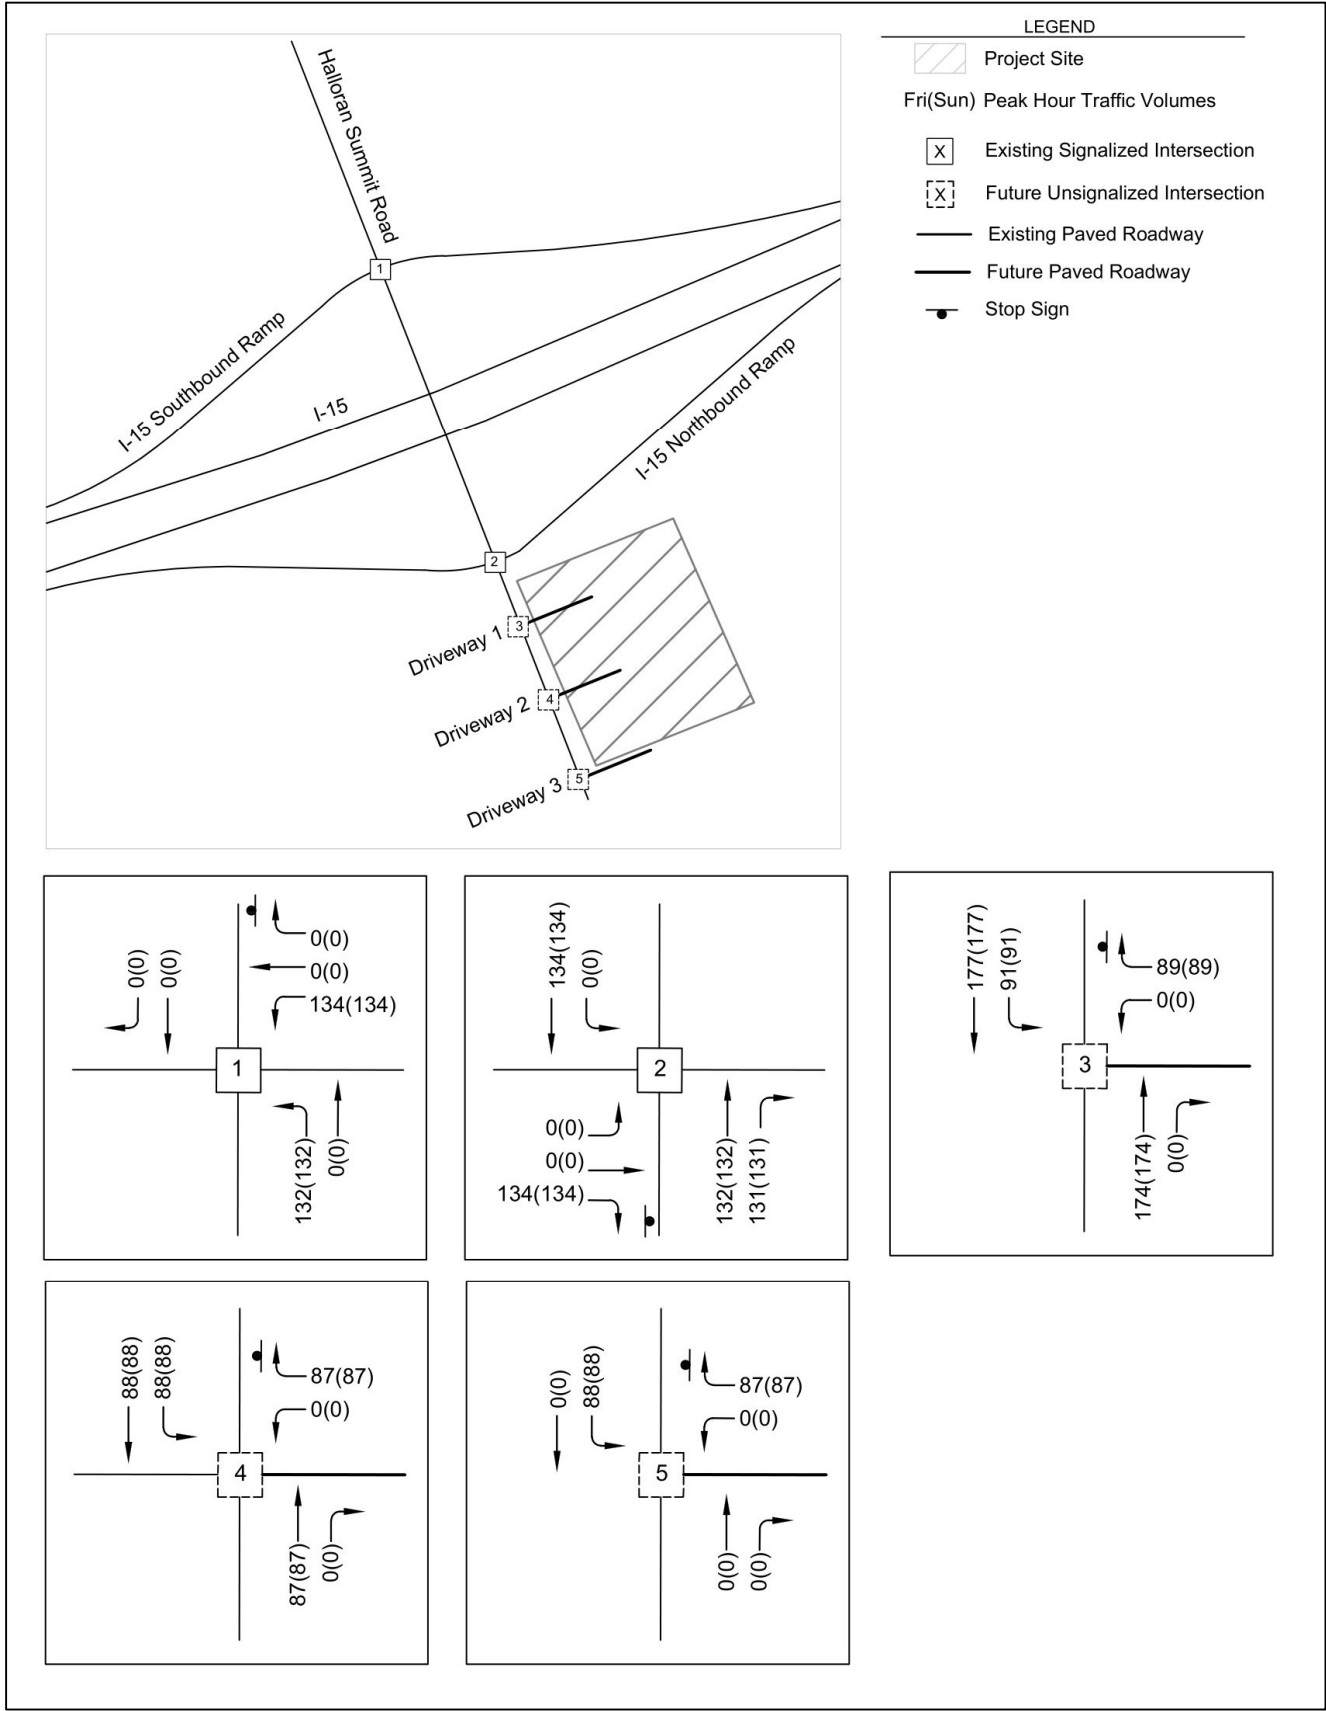 LEGEND
Project Site
Fri(Sun) Peak Hour Traffic Volumes
X Existing Signalized Intersection
X Future Unsignalized Intersection
Existing Paved Roadway
Future Paved Roadway
Stop Sign
Halloran Summit Road
1
I-15 Southbound Ramp
I-15
I-15 Northbound Ramp
2
3
Driveway 1
4
Driveway 2
5
Driveway 3
0(0)
0(0)
0(0)
0(0)
134(134)
1
132(132)
0(0)
134(134)
0(0)
2
0(0)
0(0)
134(134)
132(132)
131(131)
177(177)
91(91)
89(89)
0(0)
3
174(174)
0(0)
88(88)
88(88)
87(87)
0(0)
4
87(87)
0(0)
0(0)
88(88)
87(87)
0(0)
5
0(0)
0(0)